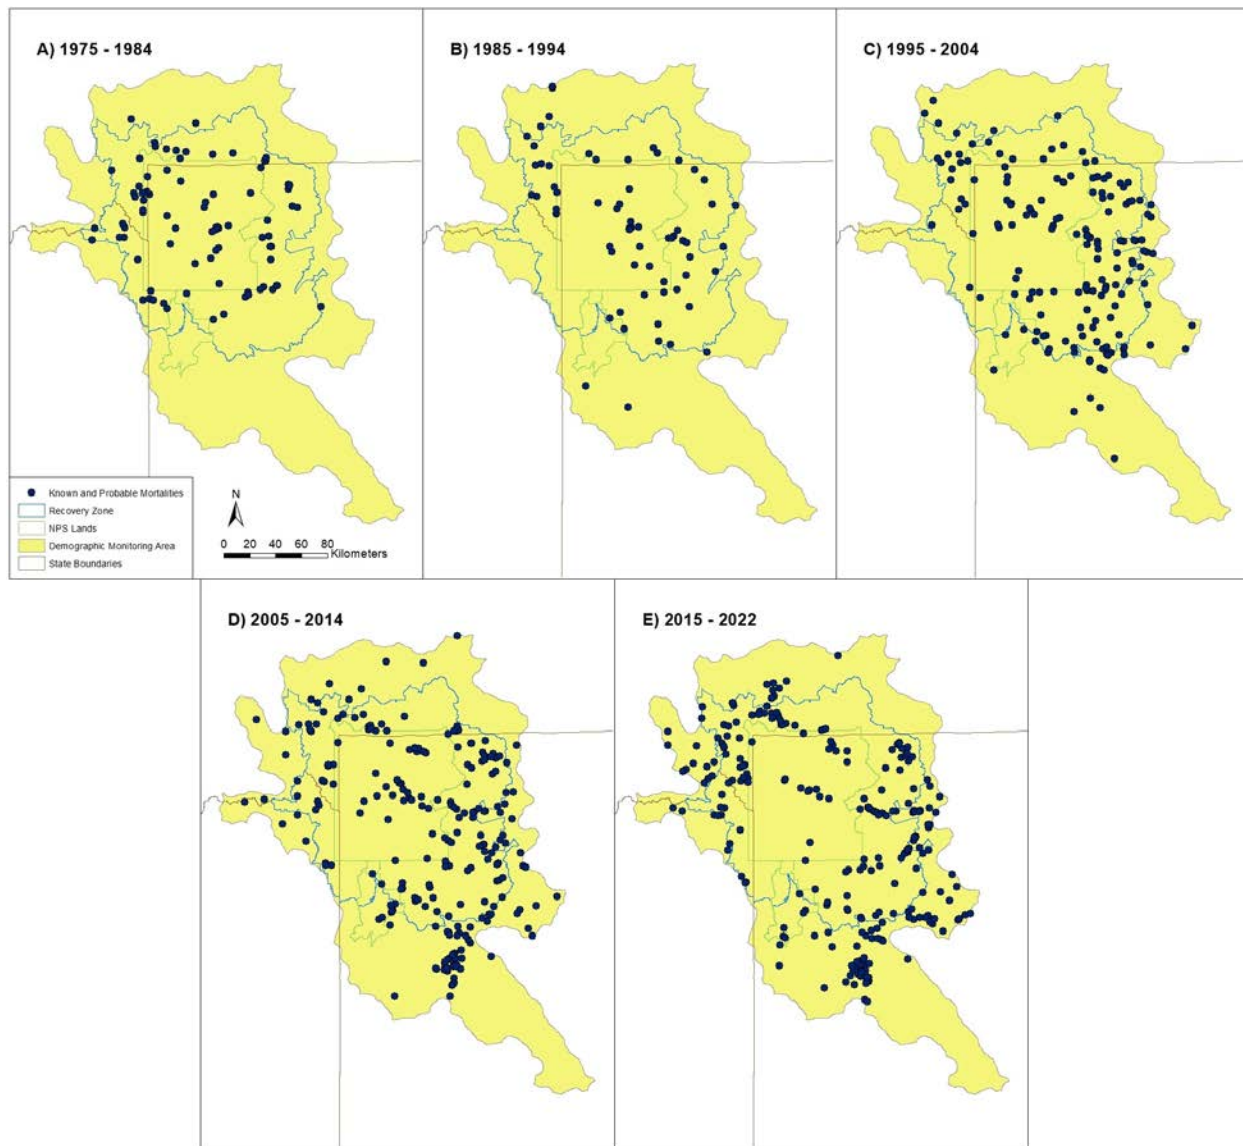 A) 1975 - 1984
B) 1985 - 1994
C) 1995 - 2004
Known and Probable Mortalities
Recovery Zone
NPS Lands
Demographic Monitoring Area
State Boundaries
N
0 20 40 60 80
Kilometers
D) 2005 - 2014
E) 2015 - 2022